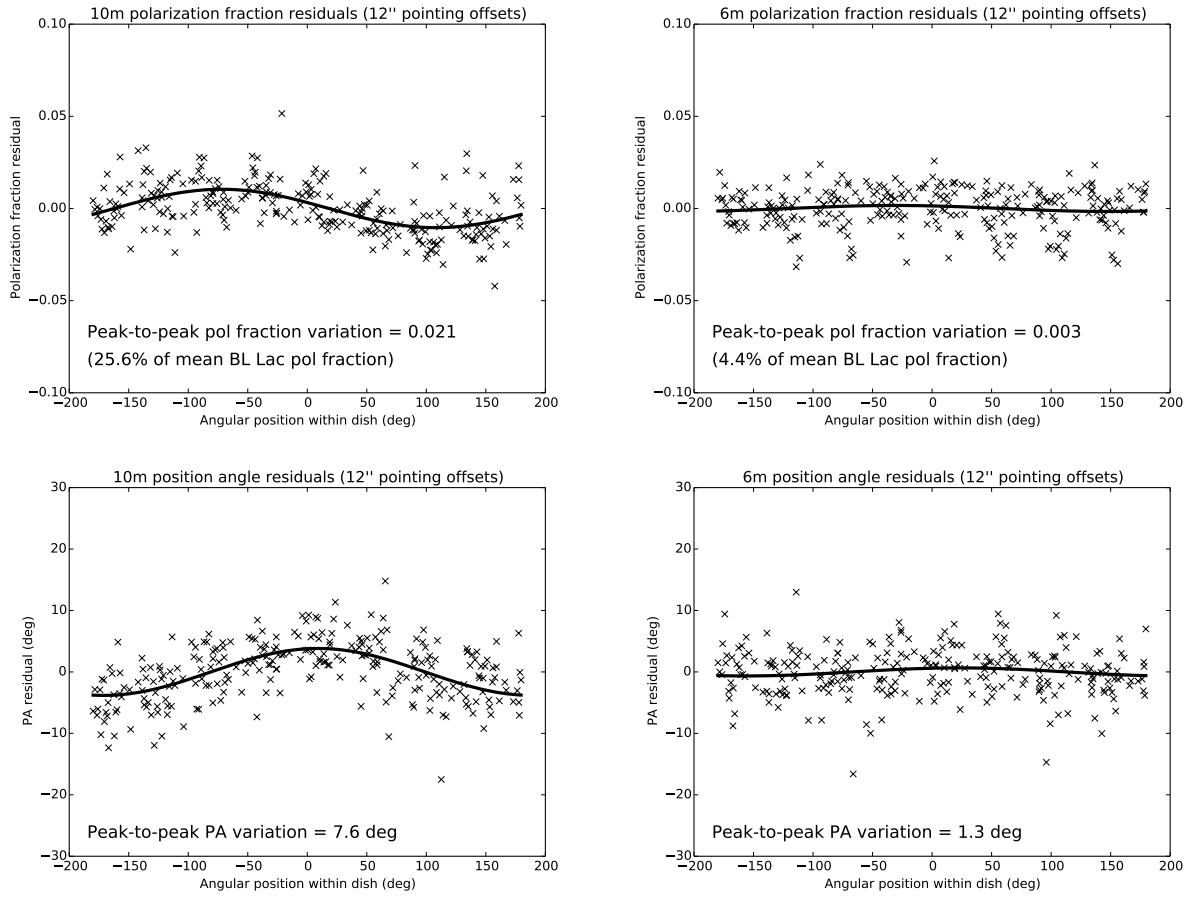 10m polarization fraction residuals (12'' pointing offsets)
0.10
0.05
0.00
−0.05
−0.10
Polarization fraction residual
Peak-to-peak pol fraction variation = 0.021
(25.6% of mean BL Lac pol fraction)
−200 −150 −100 −50 0 50 100 150 200
Angular position within dish (deg)
6m polarization fraction residuals (12'' pointing offsets)
0.10
0.05
0.00
−0.05
−0.10
Polarization fraction residual
Peak-to-peak pol fraction variation = 0.003
(4.4% of mean BL Lac pol fraction)
−200 −150 −100 −50 0 50 100 150 200
Angular position within dish (deg)
10m position angle residuals (12'' pointing offsets)
30
20
10
0
−10
−20
−30
PA residual (deg)
Peak-to-peak PA variation = 7.6 deg
−200 −150 −100 −50 0 50 100 150 200
Angular position within dish (deg)
6m position angle residuals (12'' pointing offsets)
30
20
10
0
−10
−20
−30
PA residual (deg)
Peak-to-peak PA variation = 1.3 deg
−200 −150 −100 −50 0 50 100 150 200
Angular position within dish (deg)